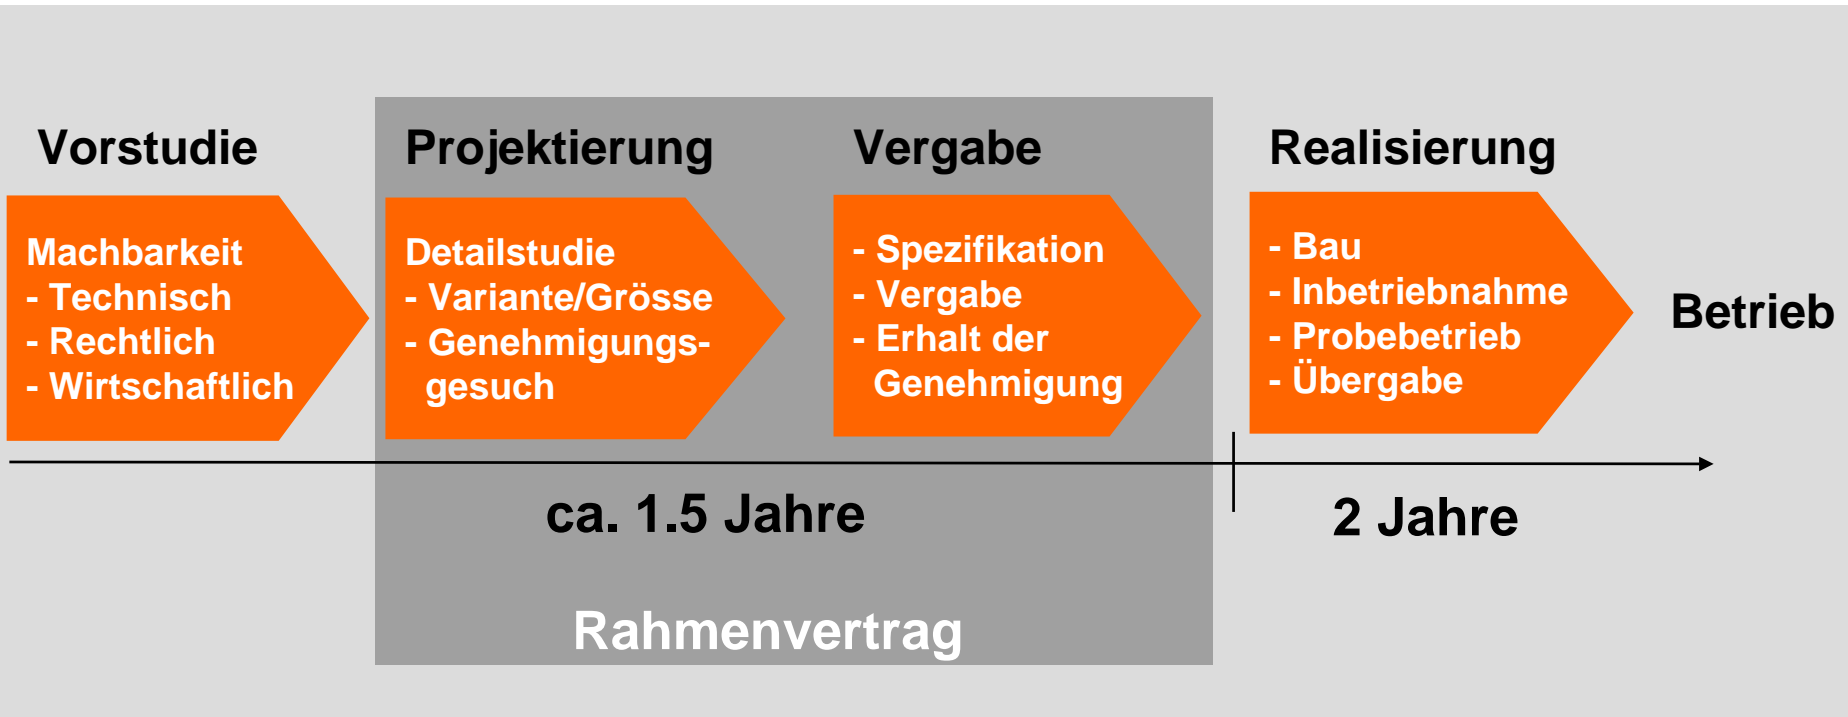 Vorstudie
Machbarkeit
- Technisch
- Rechtlich
- Wirtschaftlich
Projektierung
Detailstudie
- Variante/Grösse
- Genehmigungs-
gesuch
Vergabe
- Spezifikation
- Vergabe
- Erhalt der
Genehmigung
Realisierung
- Bau
- Inbetriebnahme
- Probebetrieb
- Übergabe
Betrieb
ca. 1.5 Jahre
2 Jahre
Rahmenvertrag